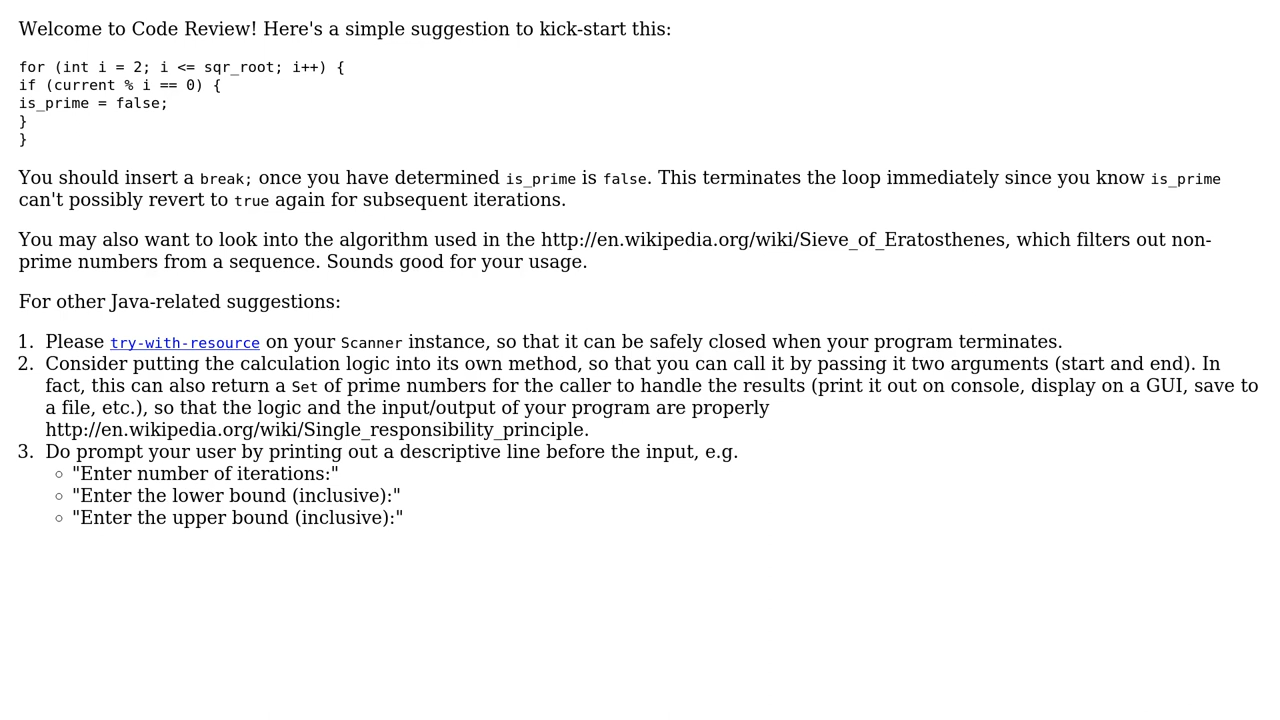 Welcome to Code Review! Here's a simple suggestion to kick-start this:
for (int i = 2; i <= sqr_root; i++) {
if (current % i == 0) {
is_prime = false;
}
}
You should insert a break; once you have determined is_prime is false. This terminates the loop immediately since you know is_prime
can't possibly revert to true again for subsequent iterations.
You may also want to look into the algorithm used in the http://en.wikipedia.org/wiki/Sieve_of_Eratosthenes, which filters out non-
prime numbers from a sequence. Sounds good for your usage.
For other Java-related suggestions:
1. Please try-with-resource on your Scanner instance, so that it can be safely closed when your program terminates.
2. Consider putting the calculation logic into its own method, so that you can call it by passing it two arguments (start and end). In
fact, this can also return a Set of prime numbers for the caller to handle the results (print it out on console, display on a GUI, save to
a file, etc.), so that the logic and the input/output of your program are properly
http://en.wikipedia.org/wiki/Single_responsibility_principle.
3. Do prompt your user by printing out a descriptive line before the input, e.g.
◦ "Enter number of iterations:"
◦ "Enter the lower bound (inclusive):"
◦ "Enter the upper bound (inclusive):"